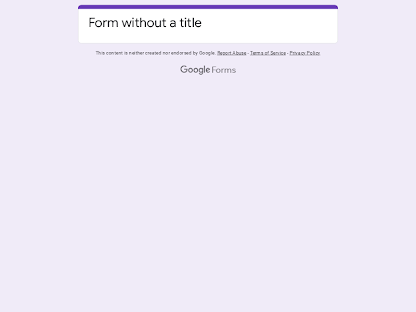 Form without a title
This content is neither created nor endorsed by Google. Report Abuse - Terms of Service - Privacy Policy
Google Forms